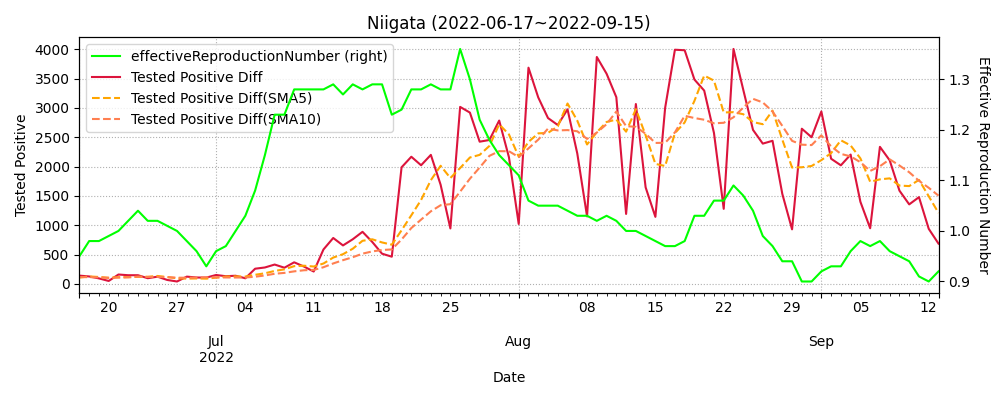 Niigata (2022-06-17~2022-09-15)
effectiveReproductionNumber (right)
Tested Positive Diff
Tested Positive Diff(SMA5)
Tested Positive Diff(SMA10)
Tested Positive
4000
3500
3000
2500
2000
1500
1000
500
0
1.3
1.2
1.1
1.0
0.9
Effective Reproduction Number
20 27 04 11 18 25 08 15 22 29 05 12
Jul Aug Sep
2022
Date